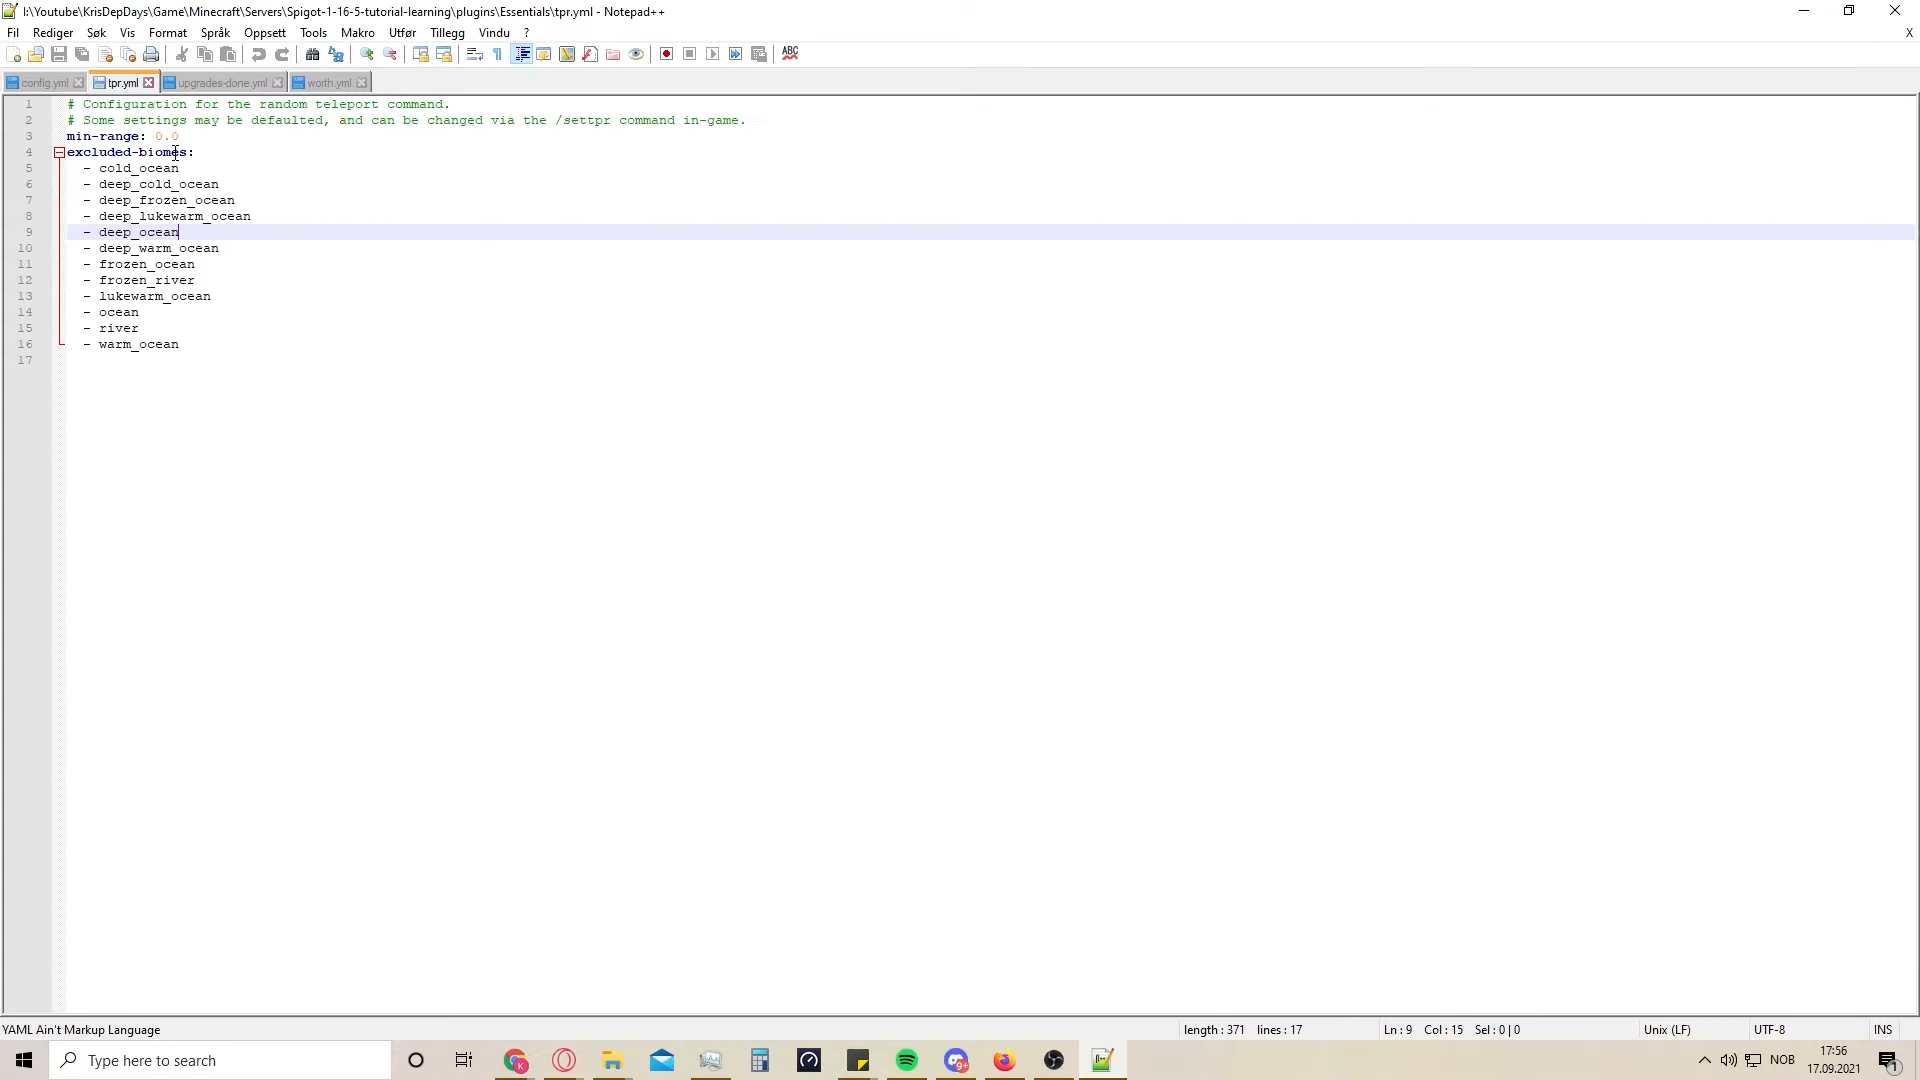 I:\Youtube\KrisDepDays\Game\Minecraft\Servers\Spigot-1-16-5-tutorial-learning\plugins\Essentials\tpr.yml - Notepad++
Fil Rediger Søk Vis Format Språk Oppsett Tools Makro Utfør Tillegg Vindu ? X
ABC
config.yml tpr.yml upgrades-done.yml worth.yml
1 # Configuration for the random teleport command.
2 # Some settings may be defaulted, and can be changed via the /settpr command in-game.
3 min-range: 0.0
4 excluded-biomes:
5 - cold_ocean
6 - deep_cold_ocean
7 - deep_frozen_ocean
8 - deep_lukewarm_ocean
9 - deep_ocean
10 - deep_warm_ocean
11 - frozen_ocean
12 - frozen_river
13 - lukewarm_ocean
14 - ocean
15 - river
16 - warm_ocean
17
YAML Ain't Markup Language length : 371 lines : 17 Ln : 9 Col : 15 Sel : 0 | 0 Unix (LF) UTF-8 INS
Type here to search K 9+ NOB 17:56 1
17.09.2021